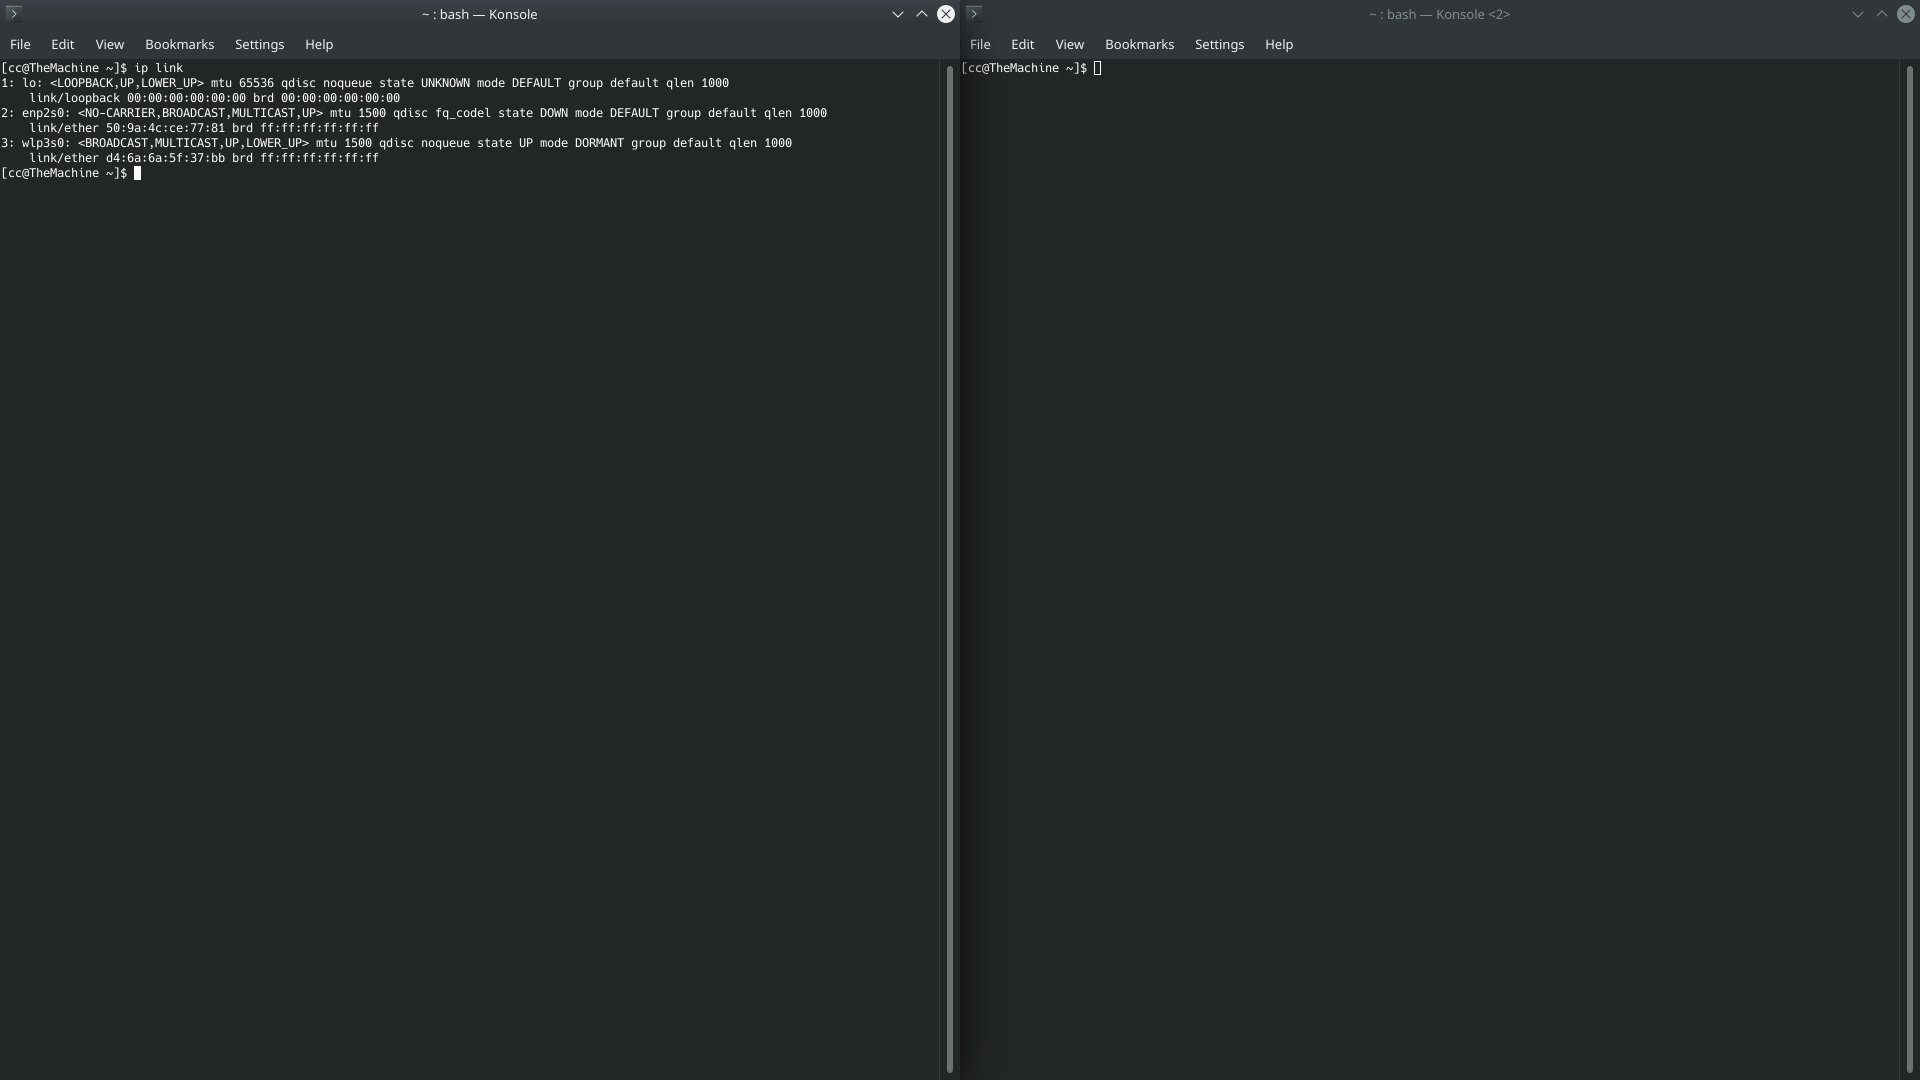 ~ : bash — Konsole
File Edit View Bookmarks Settings Help
[cc@TheMachine ~]$ ip link
1: lo: <LOOPBACK,UP,LOWER_UP> mtu 65536 qdisc noqueue state UNKNOWN mode DEFAULT group default qlen 1000
    link/loopback 00:00:00:00:00:00 brd 00:00:00:00:00:00
2: enp2s0: <NO-CARRIER,BROADCAST,MULTICAST,UP> mtu 1500 qdisc fq_codel state DOWN mode DEFAULT group default qlen 1000
    link/ether 50:9a:4c:ce:77:81 brd ff:ff:ff:ff:ff:ff
3: wlp3s0: <BROADCAST,MULTICAST,UP,LOWER_UP> mtu 1500 qdisc noqueue state UP mode DORMANT group default qlen 1000
    link/ether d4:6a:6a:5f:37:bb brd ff:ff:ff:ff:ff:ff
[cc@TheMachine ~]$
~ : bash — Konsole <2>
File Edit View Bookmarks Settings Help
[cc@TheMachine ~]$